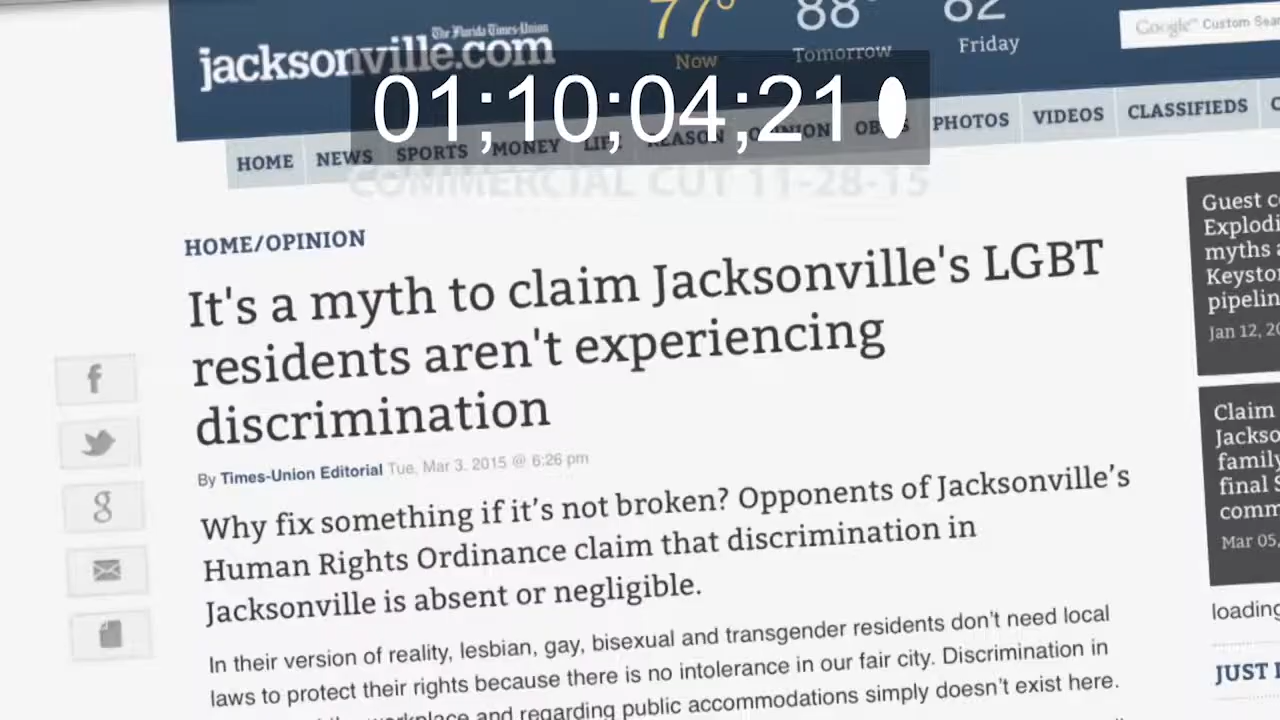 The Florida Times-Union
jacksonville.com
77°
Now
88°
Tomorrow
Friday
Google™ Custom
01;10;04;21
HOME NEWS SPORTS MONEY REASON OPINION PHOTOS VIDEOS CLASSIFIEDS
COMMERCIAL CUT 11-28-15
HOME/OPINION
It's a myth to claim Jacksonville's LGBT
residents aren't experiencing
discrimination
By Times-Union Editorial Tue, Mar 3. 2015 @ 6:26 pm
Why fix something if it’s not broken? Opponents of Jacksonville’s
Human Rights Ordinance claim that discrimination in
Jacksonville is absent or negligible.
In their version of reality, lesbian, gay, bisexual and transgender residents don’t need local
laws to protect their rights because there is no intolerance in our fair city. Discrimination in
workplace and regarding public accommodations simply doesn’t exist here.
Guest
Explodi
myths
Keysto
pipelin
Jan 12, 20
Claim
Jackso
family
final
comm
Mar 05,
loading
JUST